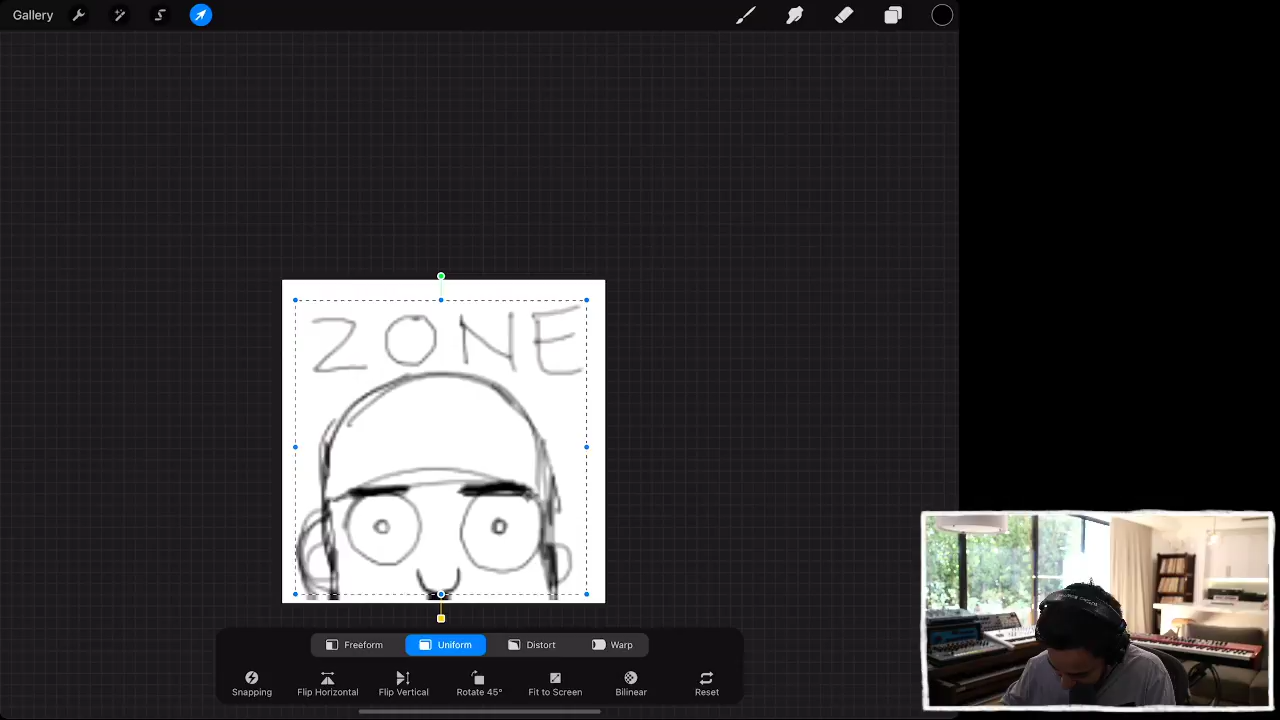 Gallery
ZONE
Freeform Uniform Distort Warp
Snapping Flip Horizontal Flip Vertical Rotate 45° Fit to Screen Bilinear Reset